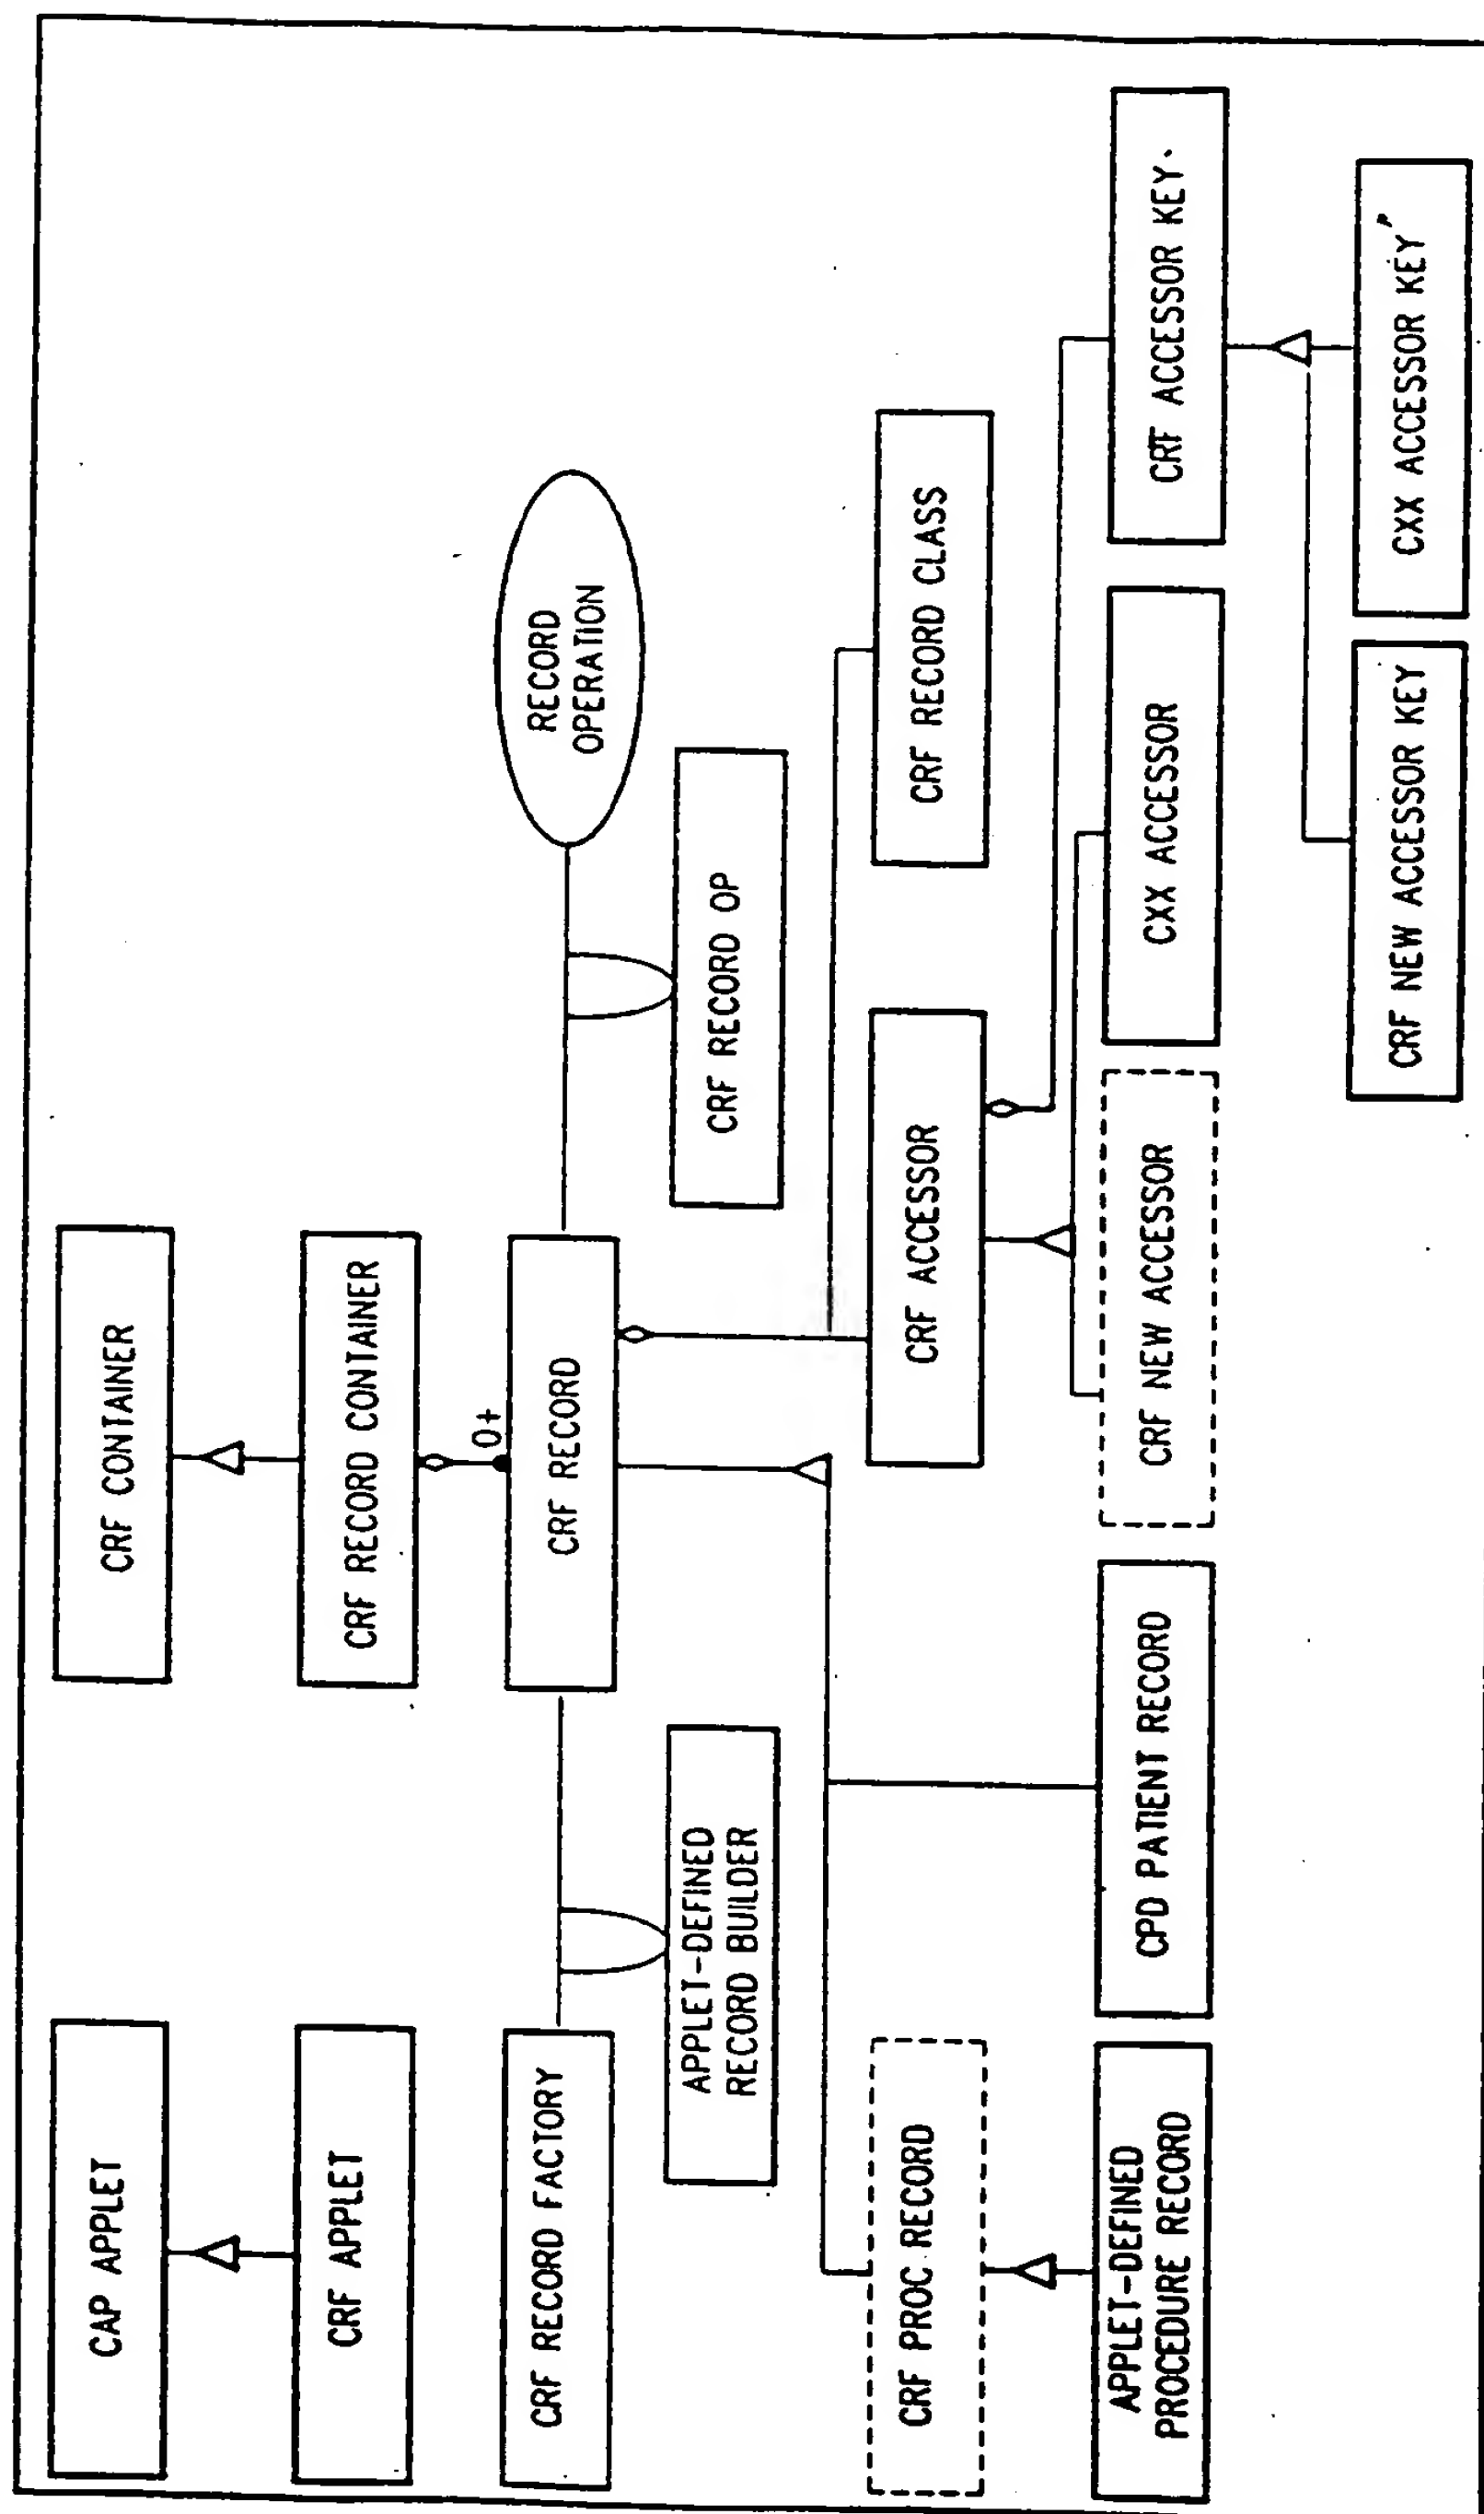 CAP APPLET
CRF CONTAINER
CRF APPLET
CRF RECORD CONTAINER
0+
CRF RECORD FACTORY
CRF RECORD
RECORD
OPERATION
APPLET-DEFINED
RECORD BUILDER
CRF RECORD OP
CRF PROC RECORD
CRF ACCESSOR
CRF RECORD CLASS
APPLET-DEFINED
PROCEDURE RECORD
CPD PATIENT RECORD
CRF NEW ACCESSOR
CXX ACCESSOR
CRF ACCESSOR KEY
CRF NEW ACCESSOR KEY
CXX ACCESSOR KEY